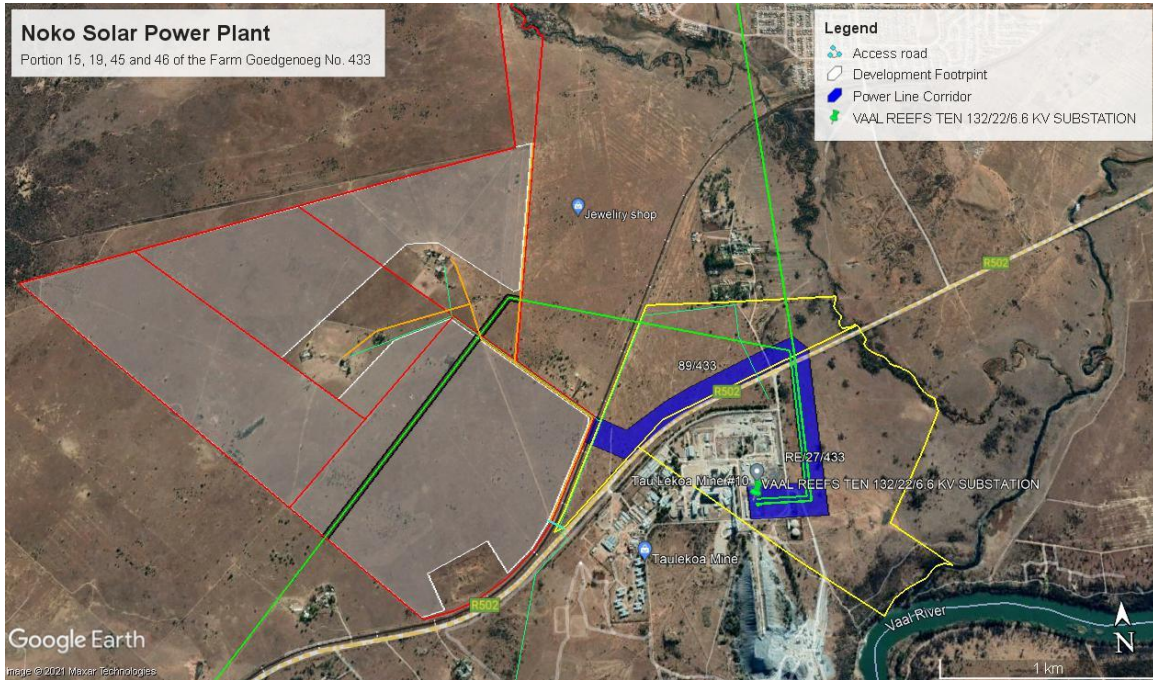 Noko Solar Power Plant
Portion 15, 19, 45 and 46 of the Farm Goedgenoeg No. 433
Legend
Access road
Development Footrpint
Power Line Corridor
VAAL REEFS TEN 132/22/6.6 KV SUBSTATION
Jeweliry shop
R502
89/433
R502
RE/27/433
Tau Lekoa Mine #10
VAAL REEFS TEN 132/22/6.6 KV SUBSTATION
Taulekoa Mine
R502
Vaal River
Google Earth
N
Image © 2021 Maxar Technologies
1 km